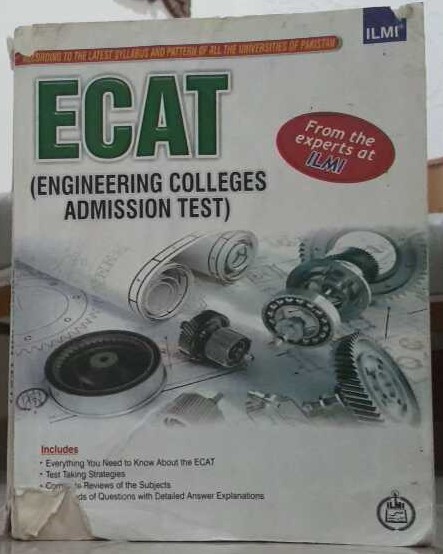 ILMI
ACCORDING TO THE LATEST SYLLABUS AND PATTERN OF ALL THE UNIVERSITIES OF PAKISTAN
ECAT
(ENGINEERING COLLEGES
ADMISSION TEST)
From the
experts at
ILMI
Includes
• Everything You Need to Know About the ECAT
• Test Taking Strategies
• Complete Reviews of the Subjects
of Questions with Detailed Answer Explanations
ILMI